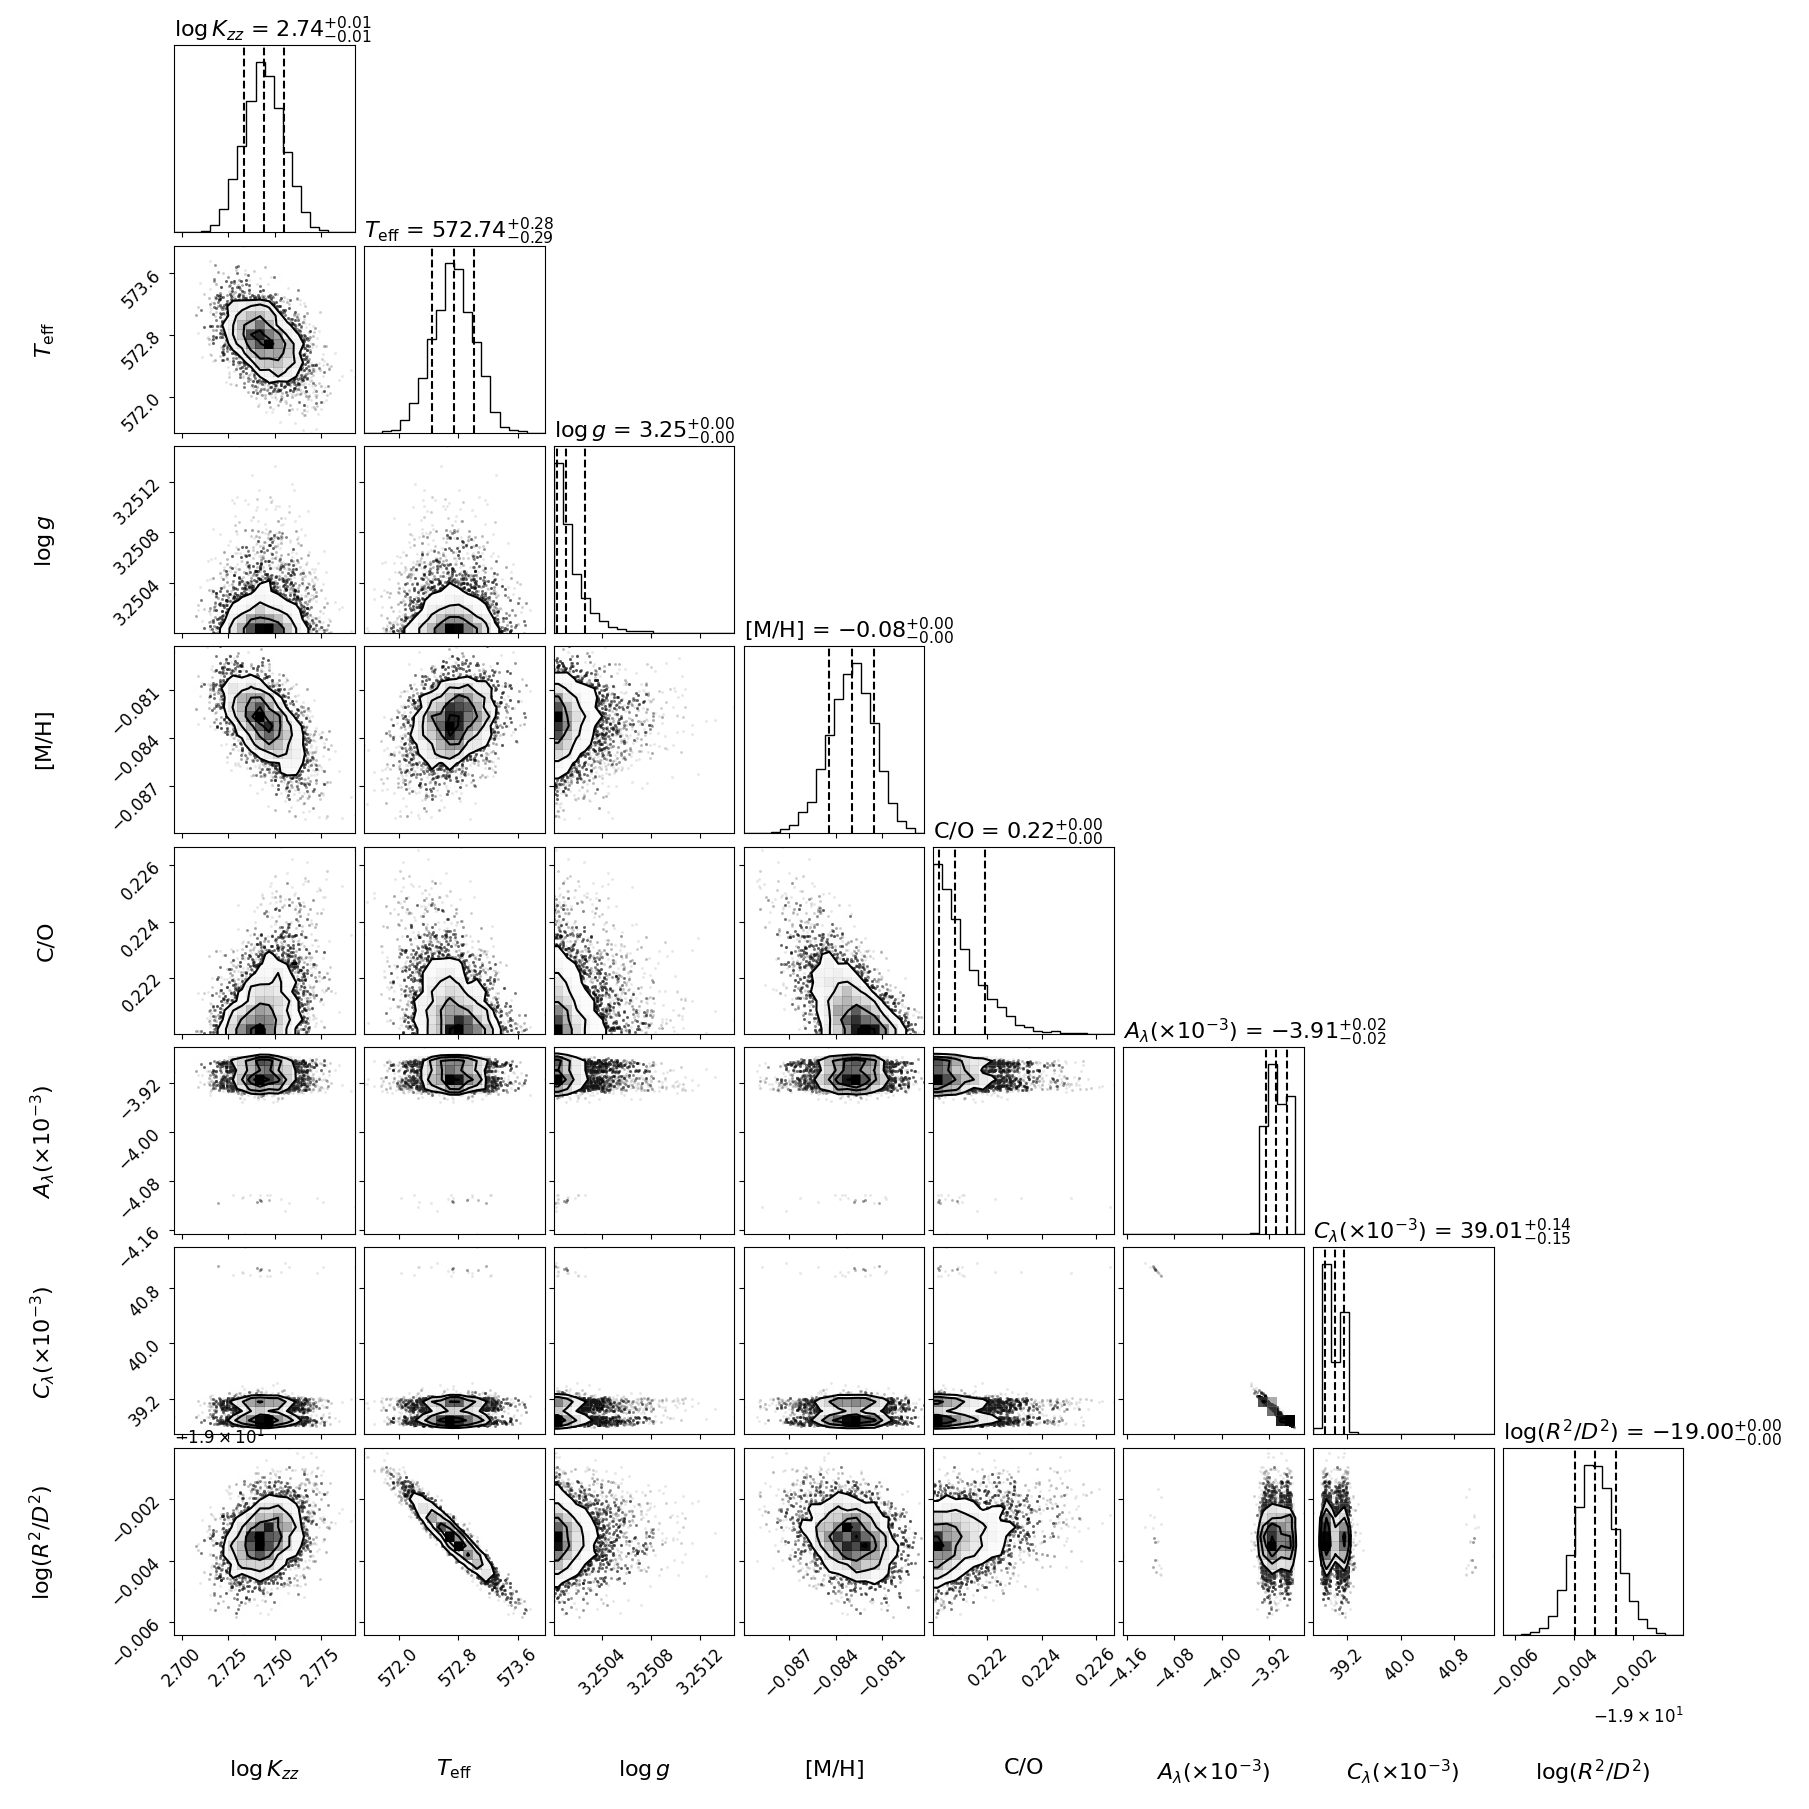 log K_zz = 2.74^{+0.01}_{−0.01}
T_eff = 572.74^{+0.28}_{−0.29}
573.6
572.8
572.0
T_eff
log g = 3.25^{+0.00}_{−0.00}
3.2512
3.2508
3.2504
log g
[M/H] = −0.08^{+0.00}_{−0.00}
−0.081
−0.084
−0.087
[M/H]
C/O = 0.22^{+0.00}_{−0.00}
0.226
0.224
0.222
C/O
A_λ(×10^{−3}) = −3.91^{+0.02}_{−0.02}
−3.92
−4.00
−4.08
−4.16
A_λ(×10^{−3})
C_λ(×10^{−3}) = 39.01^{+0.14}_{−0.15}
40.8
40.0
39.2
C_λ(×10^{−3})
log(R^2/D^2) = −19.00^{+0.00}_{−0.00}
−1.9 × 10^1
−0.002
−0.004
−0.006
log(R^2/D^2)
2.700 2.725 2.750 2.775 572.0 572.8 573.6 3.2504 3.2508 3.2512 −0.087 −0.084 −0.081 0.222 0.224 0.226 −4.16 −4.08 −4.00 −3.92 39.2 40.0 40.8 −0.006 −0.004 −0.002
−1.9 × 10^1
log K_zz T_eff log g [M/H] C/O A_λ(×10^{−3}) C_λ(×10^{−3}) log(R^2/D^2)